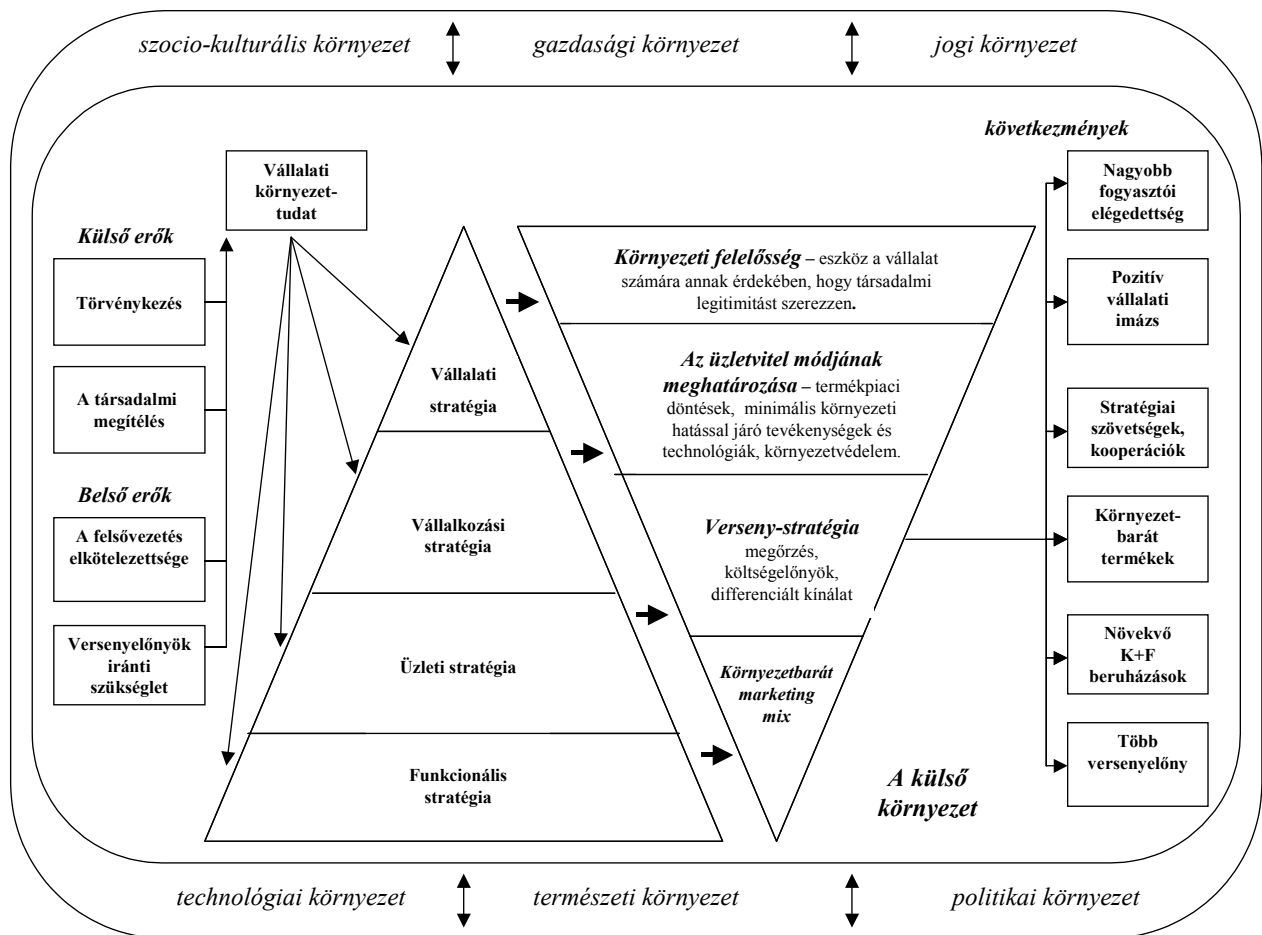 szocio-kulturális környezet
gazdasági környezet
jogi környezet
következmények
Vállalati
környezet-
tudat
Külső erők
Törvénykezés
A társadalmi
megítélés
Belső erők
A felsővezetés
elkötelezettsége
Versenyelőnyök
iránti
szükséglet
Vállalati
stratégia
Vállalkozási
stratégia
Üzleti stratégia
Funkcionális
stratégia
Környezeti felelősség – eszköz a vállalat
számára annak érdekében, hogy társadalmi
legitimitást szerezzen.
Az üzletvitel módjának
meghatározása – termékpiaci
döntések, minimális környezeti
hatással járó tevékenységek és
technológiák, környezetvédelem.
Verseny-stratégia
megőrzés,
költségelőnyök,
differenciált kínálat
Környezetbarát
marketing
mix
Nagyobb
fogyasztói
elégedettség
Pozitív
vállalati
imázs
Stratégiai
szövetségek,
kooperációk
Környezet-
barát
termékek
Növekvő
K+F
beruházások
Több
versenyelőny
A külső
környezet
technológiai környezet
természeti környezet
politikai környezet